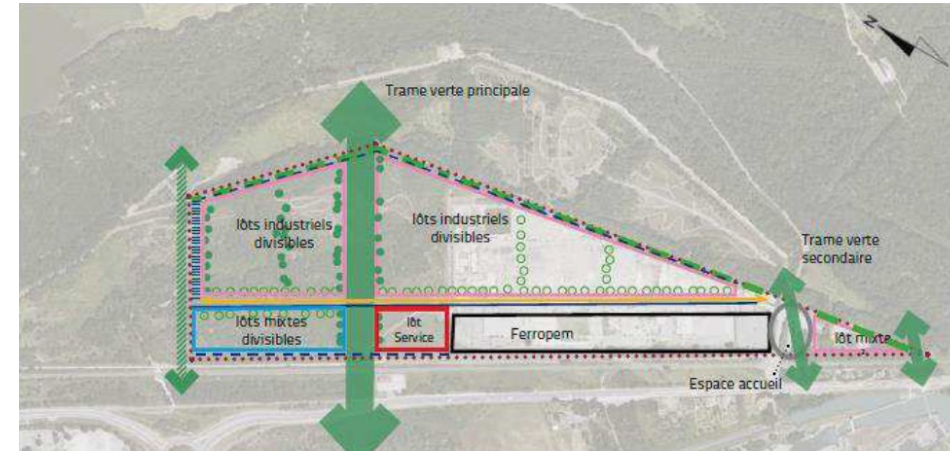 N
Trame verte principale
lôts industriels
divisibles
lôts industriels
divisibles
Trame verte
secondaire
lôts mixtes
divisibles
lôt
Service
Ferropem
lôt mixte
Espace accueil